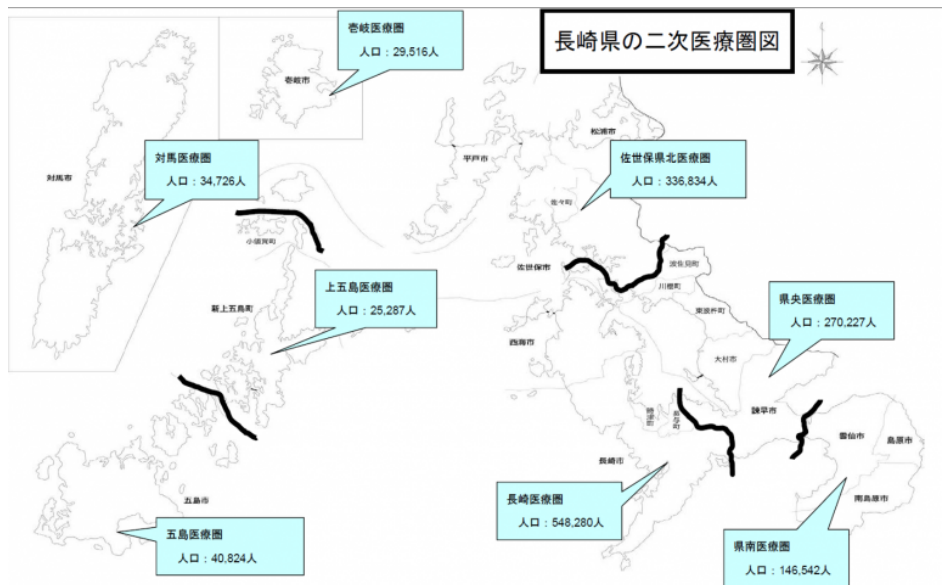 長崎県の二次医療圏図
壱岐医療圏
人口：29,516人
壱岐市
対馬医療圏
人口：34,726人
対馬市
松浦市
平戸市
佐世保県北医療圏
人口：336,834人
佐々町
小値賀町
佐世保市
波佐見町
川棚町
東彼杵町
上五島医療圏
人口：25,287人
新上五島町
県央医療圏
人口：270,227人
西海市
大村市
時津町
長与町
諫早市
雲仙市
島原市
長崎市
南島原市
長崎医療圏
人口：548,280人
五島市
五島医療圏
人口：40,824人
県南医療圏
人口：146,542人